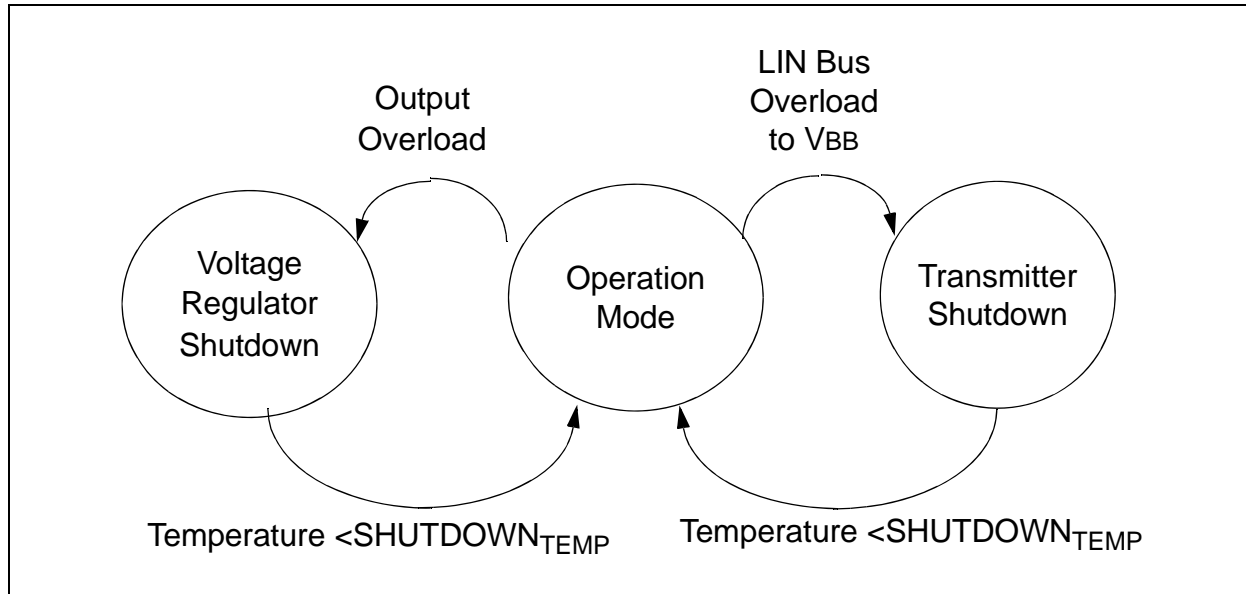 Output
Overload
LIN Bus
Overload
to VBB
Voltage
Regulator
Shutdown
Operation
Mode
Transmitter
Shutdown
Temperature <SHUTDOWNTEMP
Temperature <SHUTDOWNTEMP